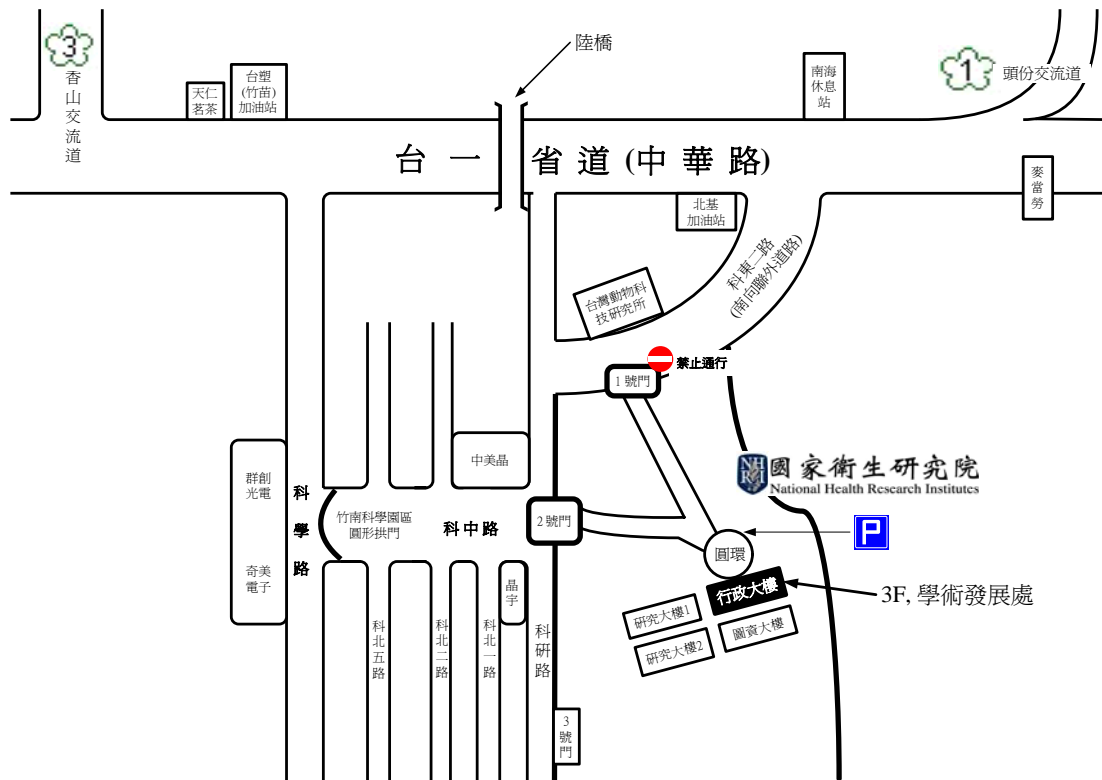 陸橋
3
香山交流道
天仁
茗茶
台塑
(竹苗)
加油站
南海
休息
站
1
頭份交流道
台一省道(中華路)
麥當勞
北基
加油站
科東二路
(南向聯外道路)
台灣動物科
技研究所
禁止通行
1號門
中美晶
群創
光電
奇美
電子
科學路
竹南科學園區
圓形拱門
科中路
2號門
NHRI
國家衛生研究院
National Health Research Institutes
P
圓環
行政大樓
3F, 學術發展處
研究大樓1
研究大樓2
圖資大樓
晶宇
科北五路
科北二路
科北一路
科研路
3號門